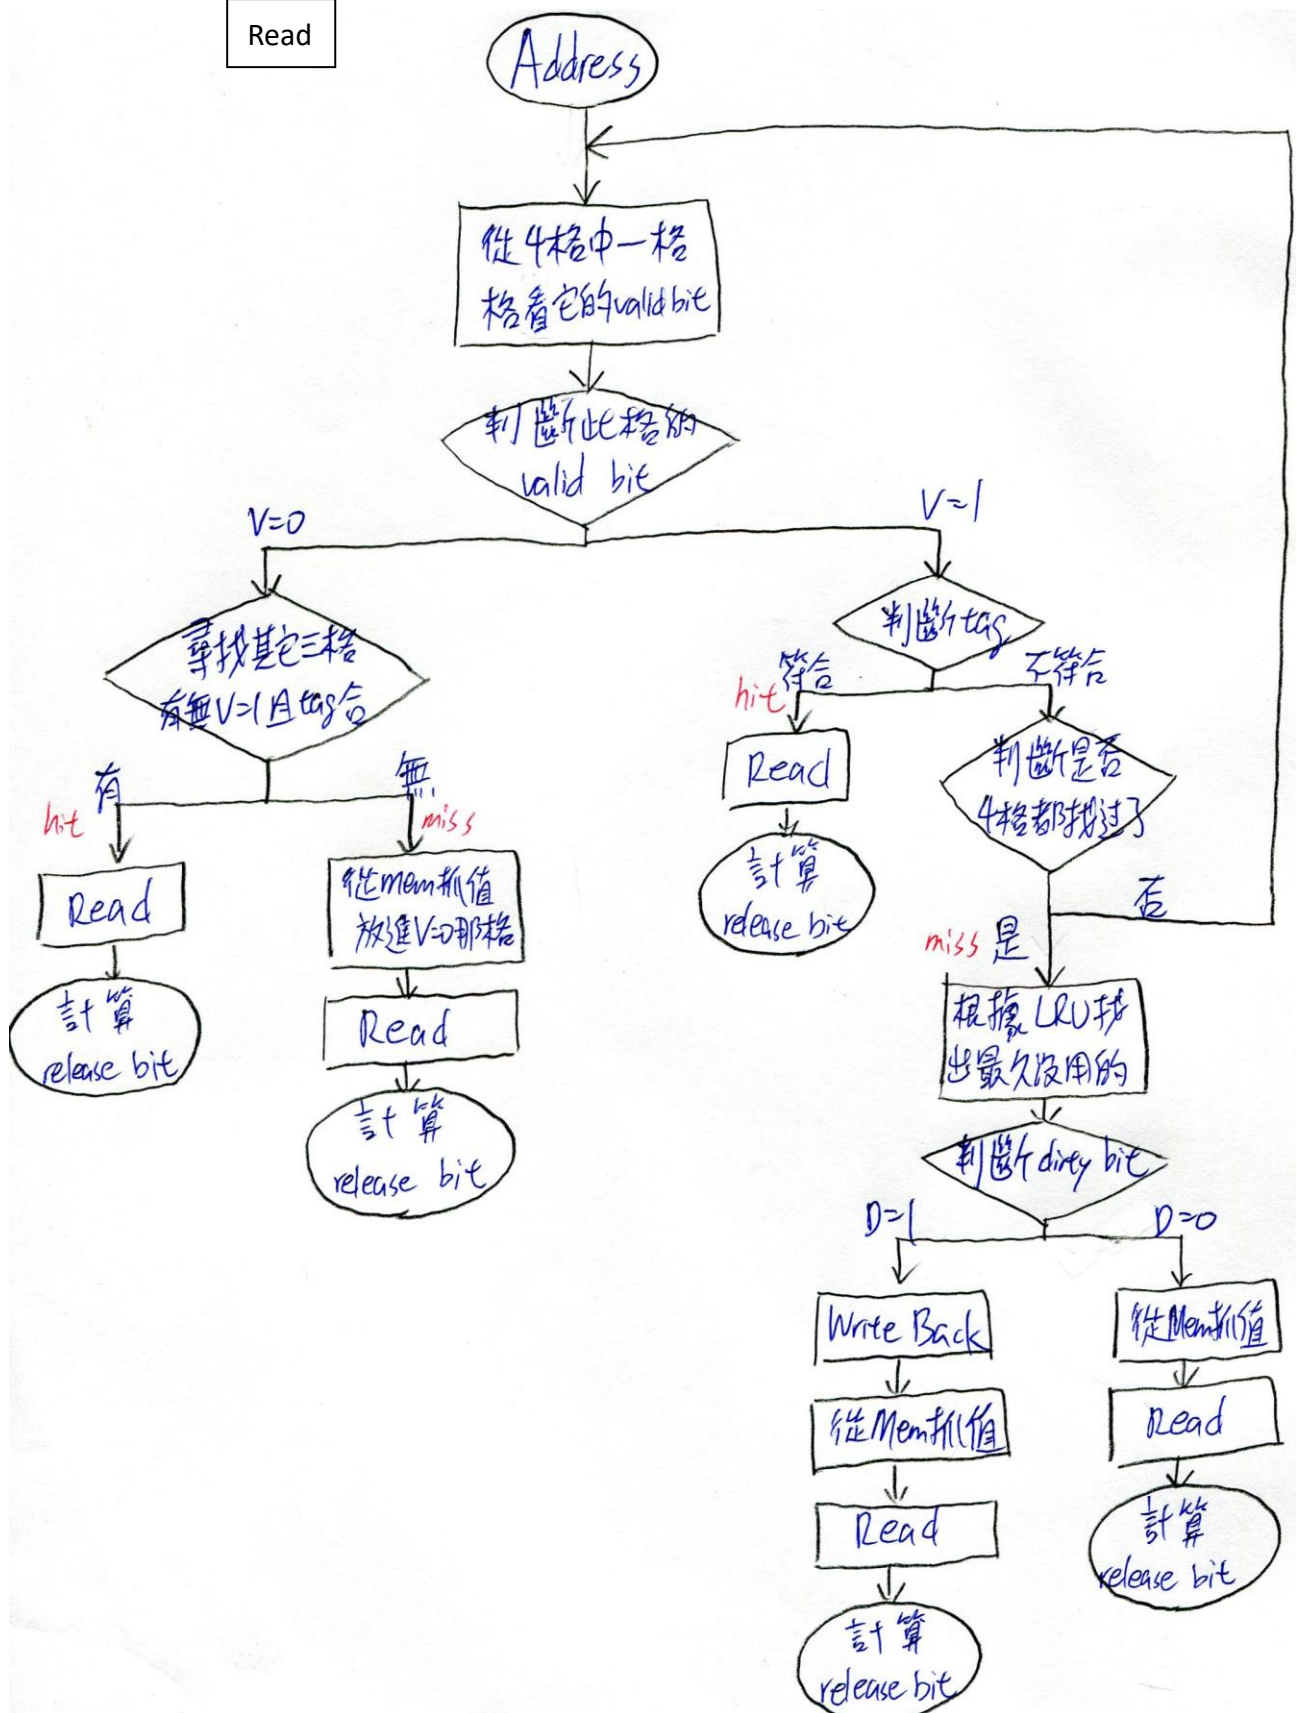 Read
Address
從4格中一格
格看它的valid bit
判斷此格的
valid bit
V=0
V=1
尋找其它三格
有無V=1且tag合
判斷tag
hit
符合
不符合
有
hit
無
miss
Read
判斷是否
4格都找过了
Read
計算
release bit
從mem抓值
放進V=0那格
Read
計算
release bit
計算
release bit
否
miss 是
根據LRU找
出最久沒用的
判斷dirty bit
D=1
D=0
Write Back
從Mem抓值
Read
計算
release bit
從Mem抓值
Read
計算
release bit